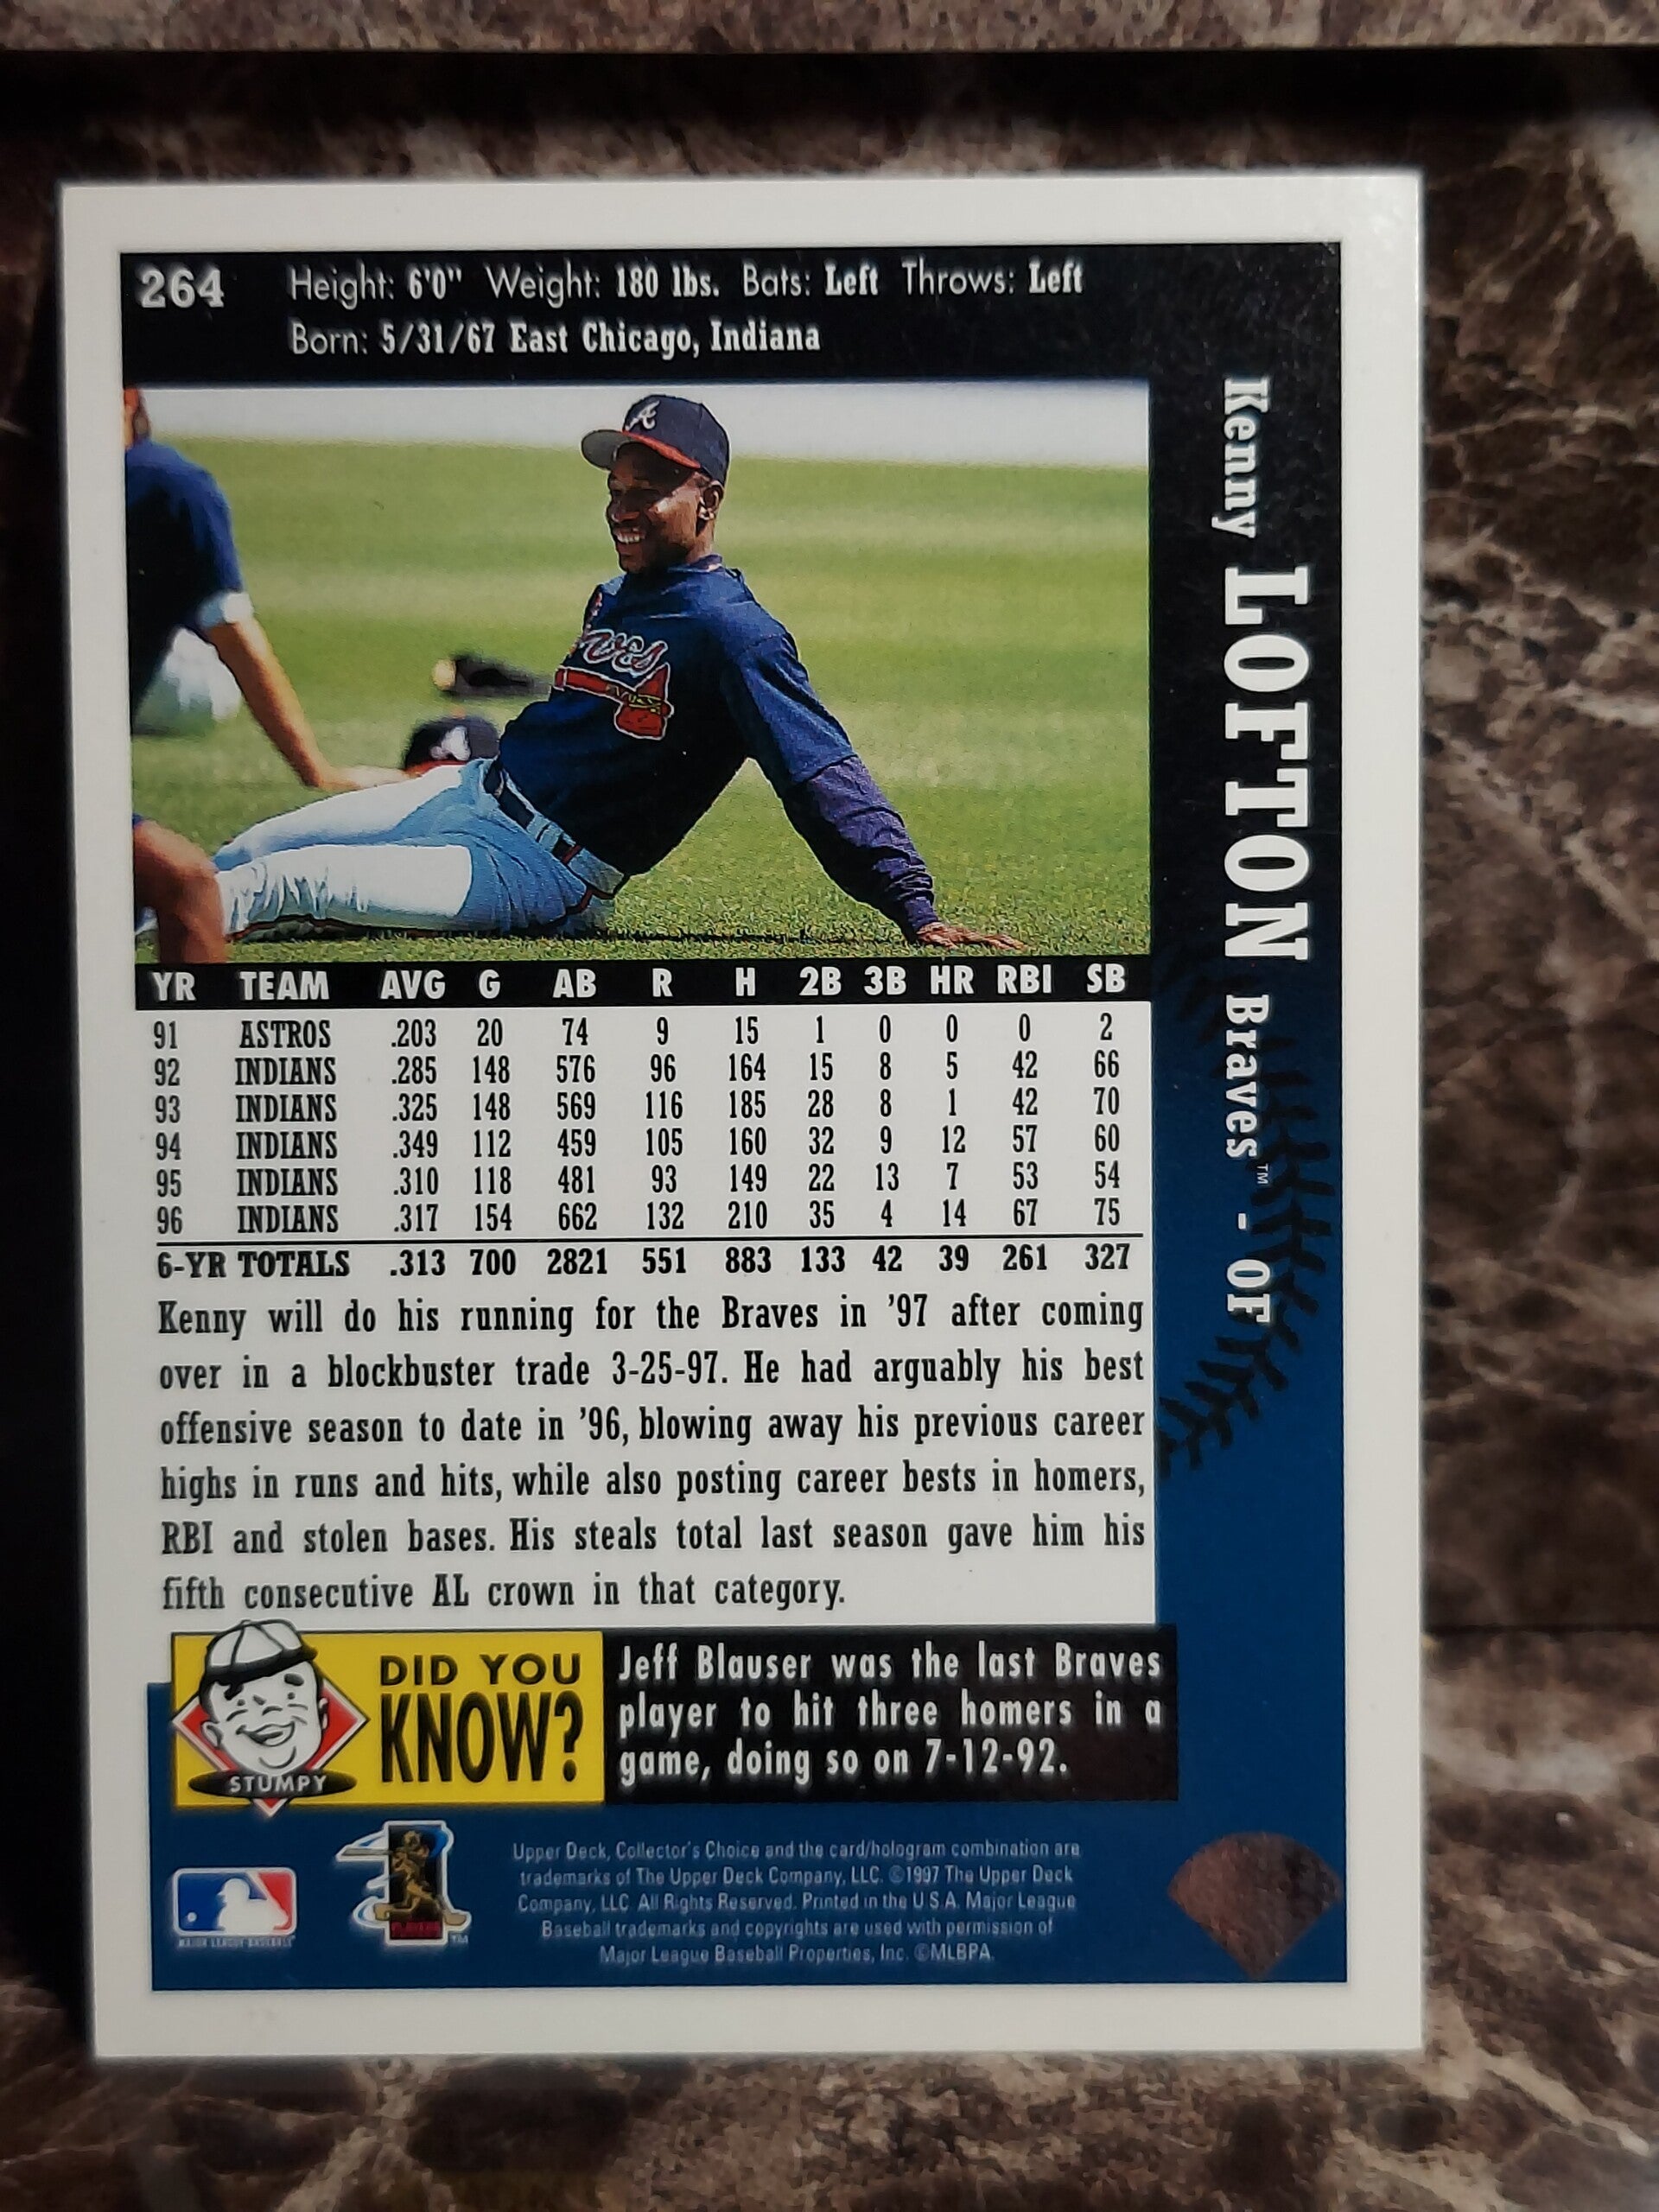 264 Height: 6'0" Weight: 180 lbs. Bats: Left Throws: Left
Born: 5/31/67 East Chicago, Indiana
Kenny LOFTON Braves™ - OF
A
YR TEAM AVG G AB R H 2B 3B HR RBI SB
91 ASTROS .203 20 74 9 15 1 0 0 0 2
92 INDIANS .285 148 576 96 164 15 8 5 42 66
93 INDIANS .325 148 569 116 185 28 8 1 42 70
94 INDIANS .349 112 459 105 160 32 9 12 57 60
95 INDIANS .310 118 481 93 149 22 13 7 53 54
96 INDIANS .317 154 662 132 210 35 4 14 67 75
6-YR TOTALS .313 700 2821 551 883 133 42 39 261 327
Kenny will do his running for the Braves in '97 after coming
over in a blockbuster trade 3-25-97. He had arguably his best
offensive season to date in '96, blowing away his previous career
highs in runs and hits, while also posting career bests in homers,
RBI and stolen bases. His steals total last season gave him his
fifth consecutive AL crown in that category.
STUMPY
DID YOU
KNOW?
Jeff Blauser was the last Braves
player to hit three homers in a
game, doing so on 7-12-92.
MAJOR LEAGUE BASEBALL
PLAYERS
Upper Deck, Collector's Choice and the card/hologram combination are
trademarks of The Upper Deck Company, LLC. ©1997 The Upper Deck
Company, LLC. All Rights Reserved. Printed in the U.S.A. Major League
Baseball trademarks and copyrights are used with permission of
Major League Baseball Properties, Inc. ©MLBPA.